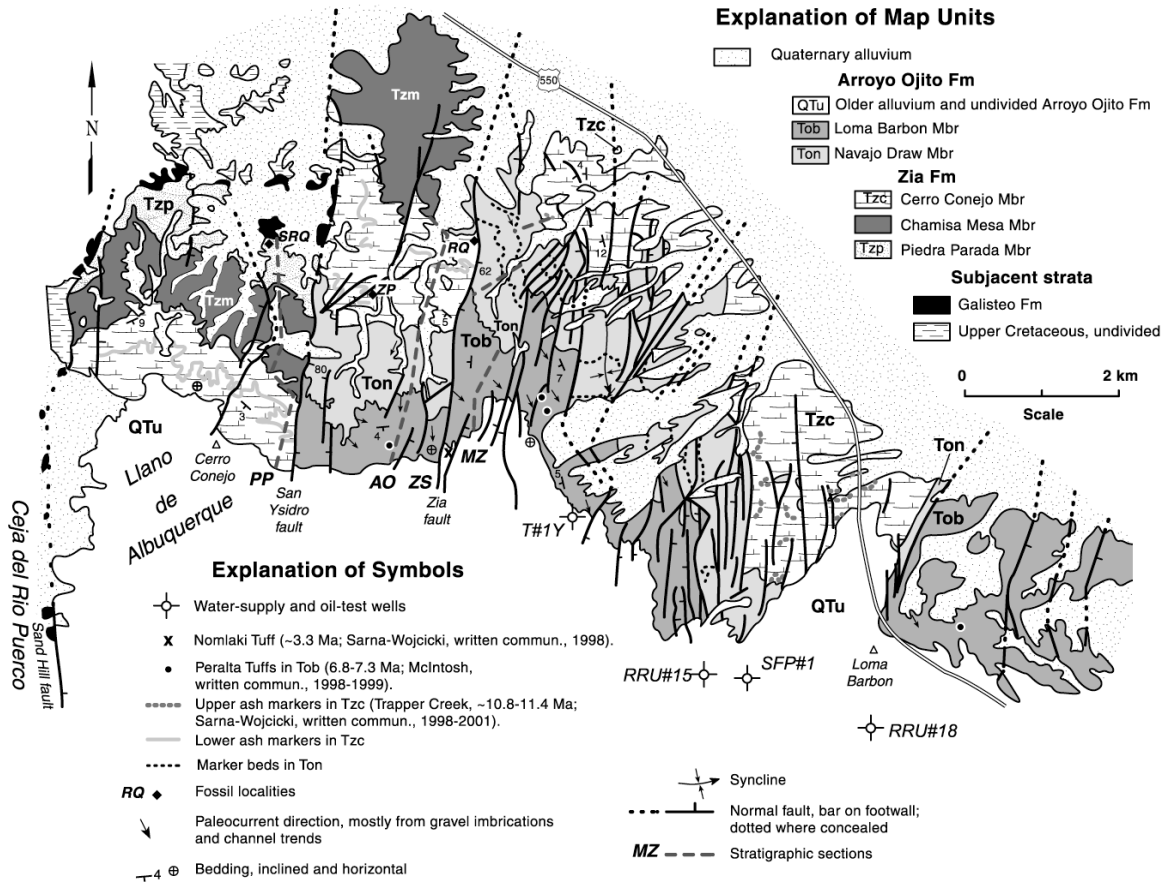 Explanation of Map Units
Quaternary alluvium
Arroyo Ojito Fm
QTu Older alluvium and undivided Arroyo Ojito Fm
Tob Loma Barbon Mbr
Ton Navajo Draw Mbr
Zia Fm
Tzc Cerro Conejo Mbr
Chamisa Mesa Mbr
Tzp Piedra Parada Mbr
Subjacent strata
Galisteo Fm
Upper Cretaceous, undivided
0 2 km
Scale
N
550
Tzm
Tzc
4
Tzp
SRQ
RQ
12
62
Tzm
ZP
9
5
Ton
Tob
80
Ton
7
3
4
5
QTu
Cerro
Conejo
Llano
de
Albuquerque
PP
San
Ysidro
fault
AO
ZS
MZ
Zia
fault
T#1Y
Tzc
Ton
Tob
QTu
Loma
Barbon
RRU#15
SFP#1
RRU#18
Ceja del Rio Puerco
Sand Hill fault
Explanation of Symbols
Water-supply and oil-test wells
x Nomlaki Tuff (~3.3 Ma; Sarna-Wojcicki, written commun., 1998).
Peralta Tuffs in Tob (6.8-7.3 Ma; McIntosh,
written commun., 1998-1999).
Upper ash markers in Tzc (Trapper Creek, ~10.8-11.4 Ma;
Sarna-Wojcicki, written commun., 1998-2001).
Lower ash markers in Tzc
Marker beds in Ton
RQ Fossil localities
Paleocurrent direction, mostly from gravel imbrications
and channel trends
4 Bedding, inclined and horizontal
Syncline
Normal fault, bar on footwall;
dotted where concealed
MZ Stratigraphic sections